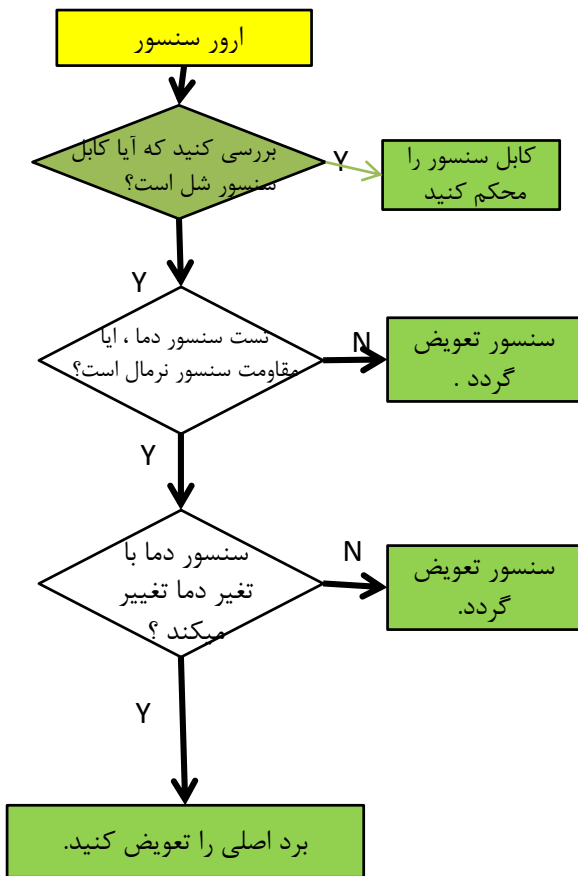 ارور سنسور
بررسی کنید که آیا کابل
سنسور شل است؟
Y
کابل سنسور را
محکم کنید
Y
تست سنسور دما ، ایا
مقاومت سنسور نرمال است؟
N
سنسور تعویض
گردد .
Y
سنسور دما با
تغیر دما تغییر
میکند ؟
N
سنسور تعویض
گردد.
Y
برد اصلی را تعویض کنید.